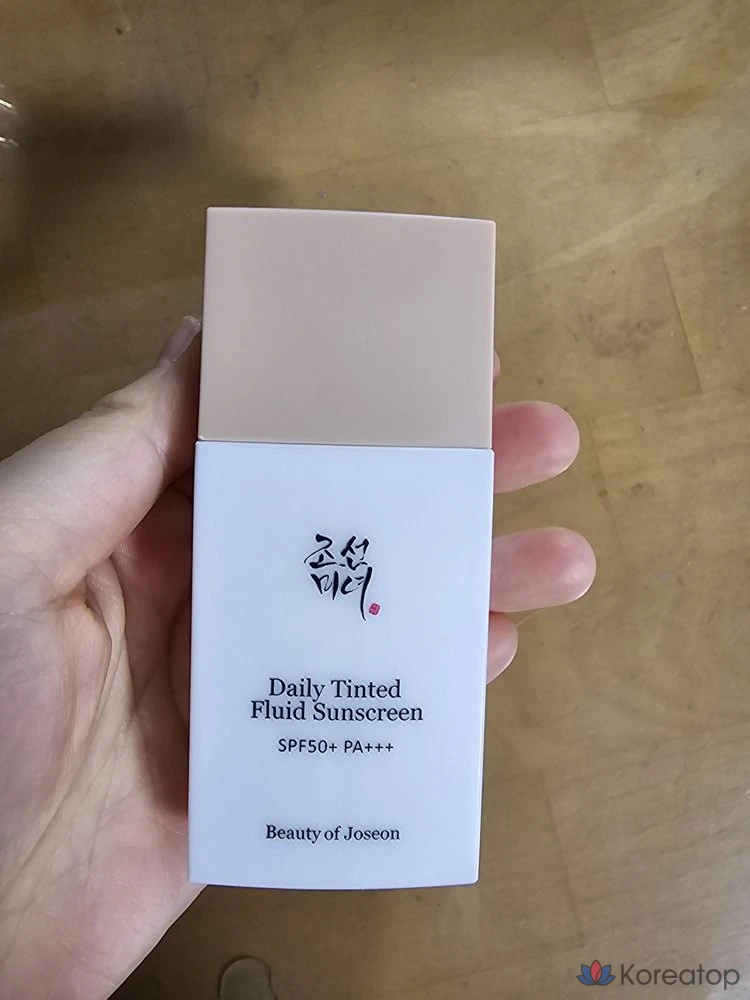 조선
미녀
Daily Tinted
Fluid Sunscreen
SPF50+ PA+++
Beauty of Joseon
Koreatop